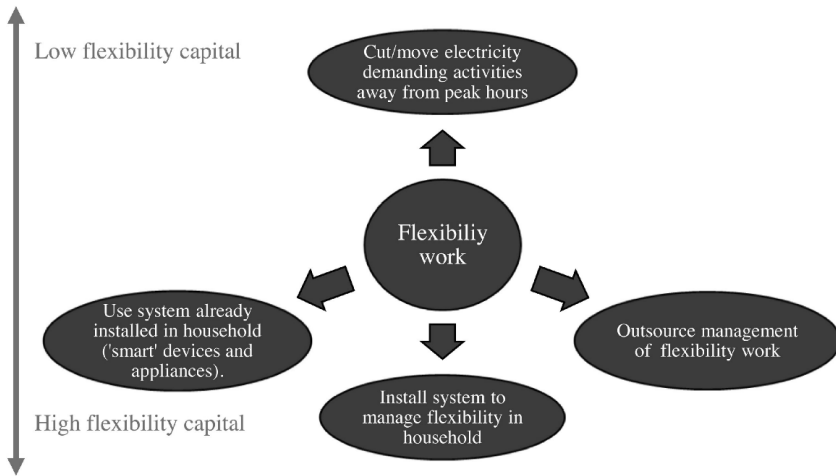 Low flexibility capital
Cut/move electricity
demanding activities
away from peak hours
Flexibiliy
work
Use system already
installed in household
('smart' devices and
appliances).
Outsource management
of flexibility work
Install system to
manage flexibility in
household
High flexibility capital